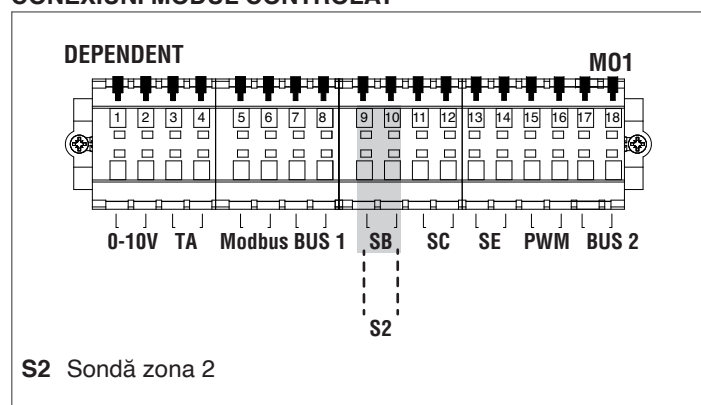 CONEXIUNI MODUL CONTROLAT
DEPENDENT
M01
1 2 3 4 5 6 7 8 9 10 11 12 13 14 15 16 17 18
0-10V TA Modbus BUS 1 SB SC SE PWM BUS 2
S2
S2 Sondă zona 2